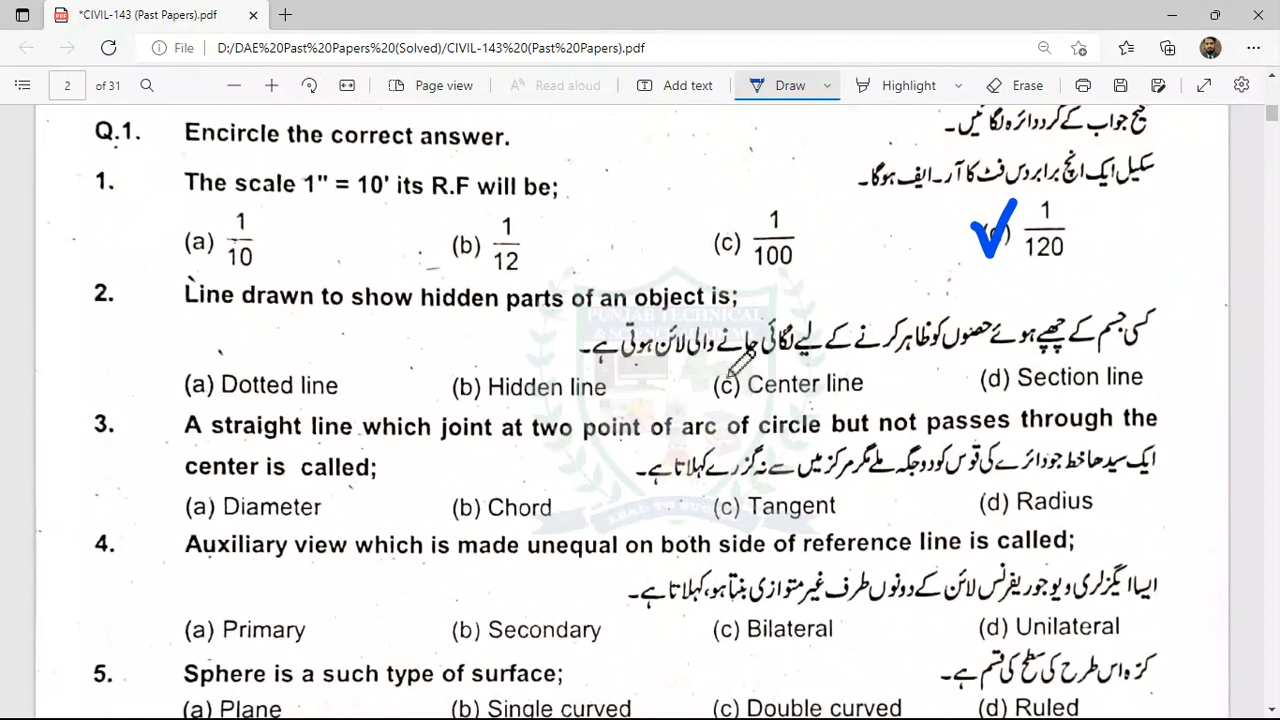 *CIVIL-143 (Past Papers).pdf
File D:/DAE%20Past%20Papers%20(Solved)/CIVIL-143%20(Past%20Papers).pdf
2 of 31 Page view Read aloud Add text Draw Highlight Erase
Q.1. Encircle the correct answer. صحیح جواب کے گرد دائرہ لگائیں۔
1. The scale 1" = 10' its R.F will be; سکیل ایک انچ برابر دس فٹ کا آر۔ایف ہوگا۔
(a) 1/10 (b) 1/12 (c) 1/100 (d) 1/120
2. Line drawn to show hidden parts of an object is;
کسی جسم کے چھپے ہوئے حصوں کو ظاہر کرنے کے لیے لگائی جانے والی لائن ہوتی ہے۔
(a) Dotted line (b) Hidden line (c) Center line (d) Section line
3. A straight line which joint at two point of arc of circle but not passes through the
center is called; ایک سیدھا خط جو دائرے کی قوس کو دو جگہ ملے مگر مرکز میں سے نہ گزرے کہلاتا ہے۔
(a) Diameter (b) Chord (c) Tangent (d) Radius
4. Auxiliary view which is made unequal on both side of reference line is called;
ایسا ایگزلری ویو جو ریفرنس لائن کے دونوں طرف غیر متوازی بنتا ہو، کہلاتا ہے۔
(a) Primary (b) Secondary (c) Bilateral (d) Unilateral
5. Sphere is a such type of surface; کرہ اس طرح کی سطح کی قسم ہے۔
(a) Plane (b) Single curved (c) Double curved (d) Ruled
PUNJAB TECHNICAL